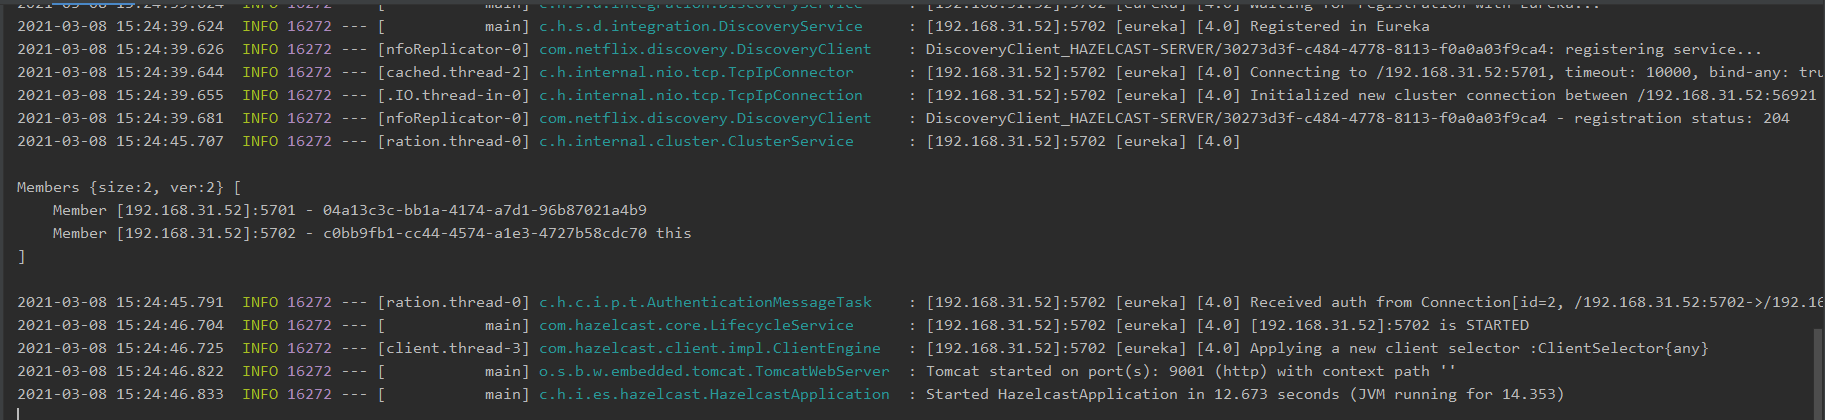 2021-03-08 15:24:39.624  INFO 16272 --- [           main] c.h.s.d.integration.DiscoveryService     : [192.168.31.52]:5702 [eureka] [4.0] Registered in Eureka
2021-03-08 15:24:39.626  INFO 16272 --- [nfoReplicator-0] com.netflix.discovery.DiscoveryClient    : DiscoveryClient_HAZELCAST-SERVER/30273d3f-c484-4778-8113-f0a0a03f9ca4: registering service...
2021-03-08 15:24:39.644  INFO 16272 --- [cached.thread-2] c.h.internal.nio.tcp.TcpIpConnector      : [192.168.31.52]:5702 [eureka] [4.0] Connecting to /192.168.31.52:5701, timeout: 10000, bind-any: tru
2021-03-08 15:24:39.655  INFO 16272 --- [.IO.thread-in-0] c.h.internal.nio.tcp.TcpIpConnection     : [192.168.31.52]:5702 [eureka] [4.0] Initialized new cluster connection between /192.168.31.52:56921
2021-03-08 15:24:39.681  INFO 16272 --- [nfoReplicator-0] com.netflix.discovery.DiscoveryClient    : DiscoveryClient_HAZELCAST-SERVER/30273d3f-c484-4778-8113-f0a0a03f9ca4 - registration status: 204
2021-03-08 15:24:45.707  INFO 16272 --- [ration.thread-0] c.h.internal.cluster.ClusterService      : [192.168.31.52]:5702 [eureka] [4.0]
Members {size:2, ver:2} [
    Member [192.168.31.52]:5701 - 04a13c3c-bb1a-4174-a7d1-96b87021a4b9
    Member [192.168.31.52]:5702 - c0bb9fb1-cc44-4574-a1e3-4727b58cdc70 this
]
2021-03-08 15:24:45.791  INFO 16272 --- [ration.thread-0] c.h.c.i.p.t.AuthenticationMessageTask    : [192.168.31.52]:5702 [eureka] [4.0] Received auth from Connection[id=2, /192.168.31.52:5702->/192.16
2021-03-08 15:24:46.704  INFO 16272 --- [           main] com.hazelcast.core.LifecycleService      : [192.168.31.52]:5702 [eureka] [4.0] [192.168.31.52]:5702 is STARTED
2021-03-08 15:24:46.725  INFO 16272 --- [client.thread-3] com.hazelcast.client.impl.ClientEngine   : [192.168.31.52]:5702 [eureka] [4.0] Applying a new client selector :ClientSelector{any}
2021-03-08 15:24:46.822  INFO 16272 --- [           main] o.s.b.w.embedded.tomcat.TomcatWebServer  : Tomcat started on port(s): 9001 (http) with context path ''
2021-03-08 15:24:46.833  INFO 16272 --- [           main] c.h.i.es.hazelcast.HazelcastApplication  : Started HazelcastApplication in 12.673 seconds (JVM running for 14.353)